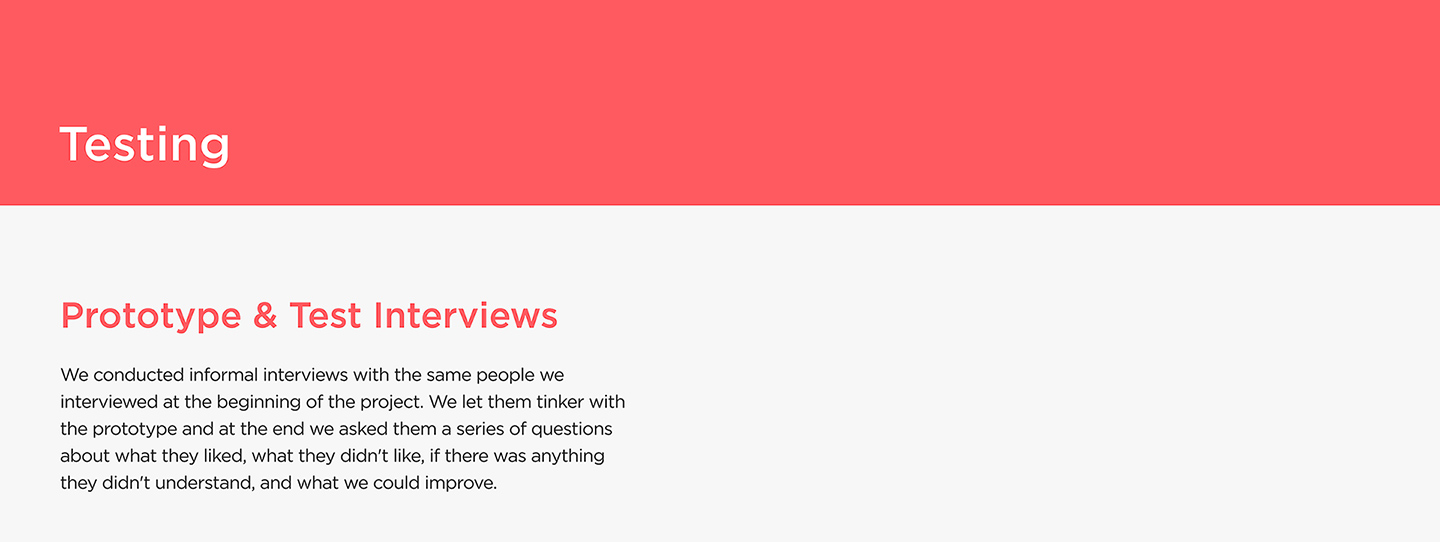 Testing
Prototype & Test Interviews
We conducted informal interviews with the same people we
interviewed at the beginning of the project. We let them tinker with
the prototype and at the end we asked them a series of questions
about what they liked, what they didn't like, if there was anything
they didn't understand, and what we could improve.